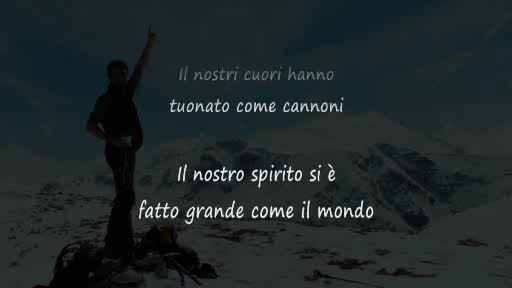 Il nostri cuori hanno
tuonato come cannoni
Il nostro spirito si è
fatto grande come il mondo